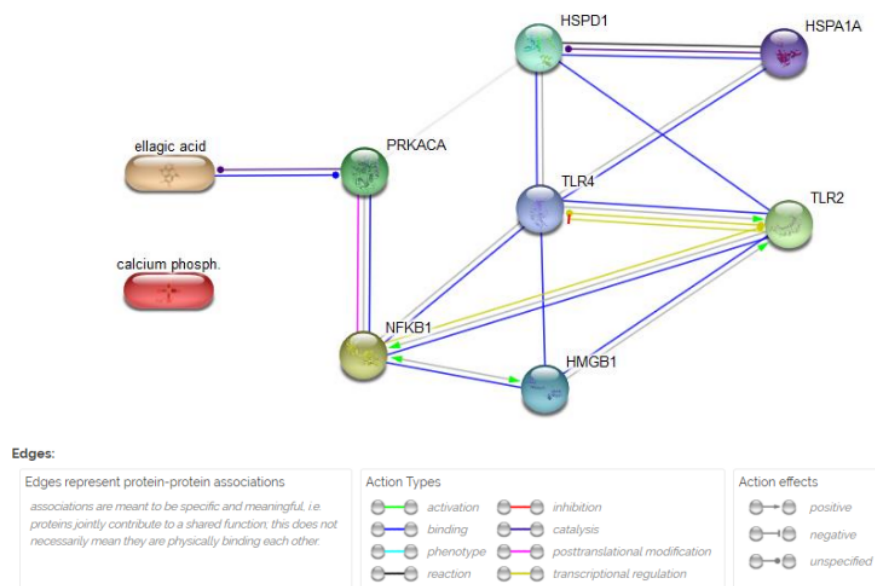 HSPD1
HSPA1A
ellagic acid
PRKACA
TLR4
TLR2
calcium phosph.
NFKB1
HMGB1
Edges:
Edges represent protein-protein associations
associations are meant to be specific and meaningful, i.e.
proteins jointly contribute to a shared function; this does not
necessarily mean they are physically binding each other.
Action Types
activation
inhibition
binding
catalysis
phenotype
posttranslational modification
reaction
transcriptional regulation
Action effects
positive
negative
unspecified